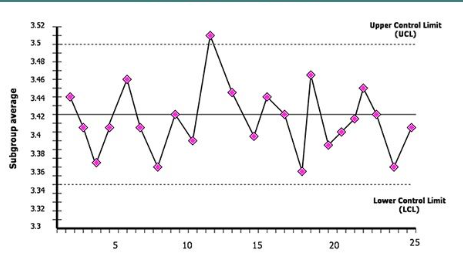 3.52
Upper Control Limit
(UCL)
3.5
3.48
3.46
3.44
3.42
3.4
3.38
3.36
3.34
3.32
3.3
Subgroup average
Lower Control Limit
(LCL)
5 10 15 20 25